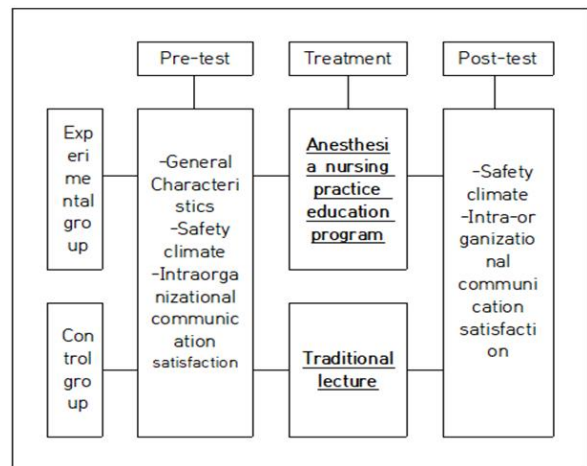 Pre-test
Treatment
Post-test
Exp
eri
me
ntal
gro
up
-General
Characteri
stics
-Safety
climate
-Intraorga
nizational
communic
ation
satisfaction
Anesthesi
a nursing
practice
education
program
-Safety
climate
-Intra-or
ganizatio
nal
communi
cation
satisfacti
on
Con
trol
gro
up
Traditional
lecture